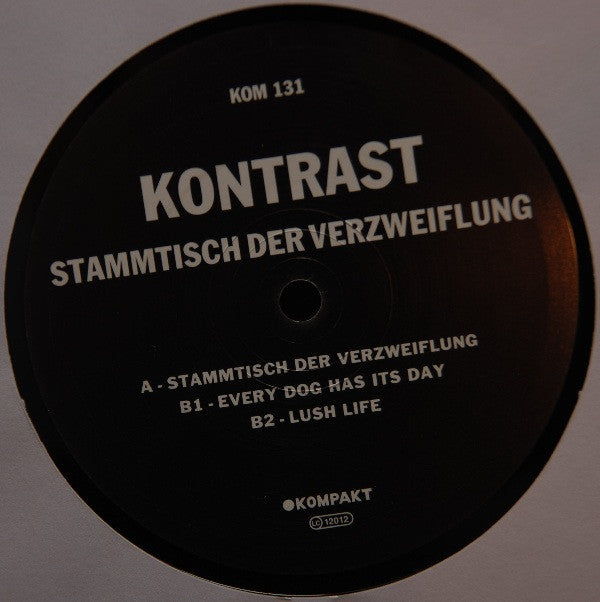 KOM 131
KONTRAST
STAMMTISCH DER VERZWEIFLUNG
A - STAMMTISCH DER VERZWEIFLUNG
B1 - EVERY DOG HAS ITS DAY
B2 - LUSH LIFE
KOMPAKT
LC 12012